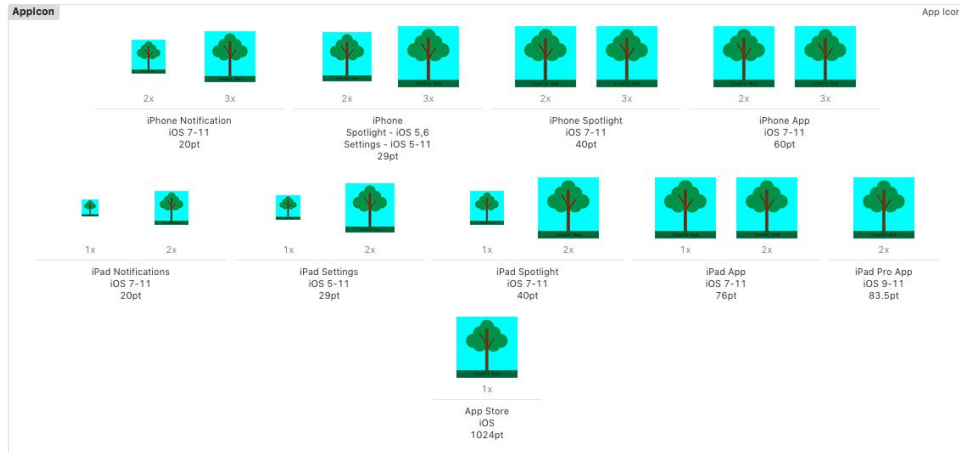 AppIcon
App Icon
2x 3x 2x 3x 2x 3x 2x 3x
iPhone Notification
iOS 7-11
20pt
iPhone
Spotlight - iOS 5,6
Settings - iOS 5-11
29pt
iPhone Spotlight
iOS 7-11
40pt
iPhone App
iOS 7-11
60pt
1x 2x 1x 2x 1x 2x 1x 2x 2x
iPad Notifications
iOS 7-11
20pt
iPad Settings
iOS 5-11
29pt
iPad Spotlight
iOS 7-11
40pt
iPad App
iOS 7-11
76pt
iPad Pro App
iOS 9-11
83.5pt
1x
App Store
iOS
1024pt